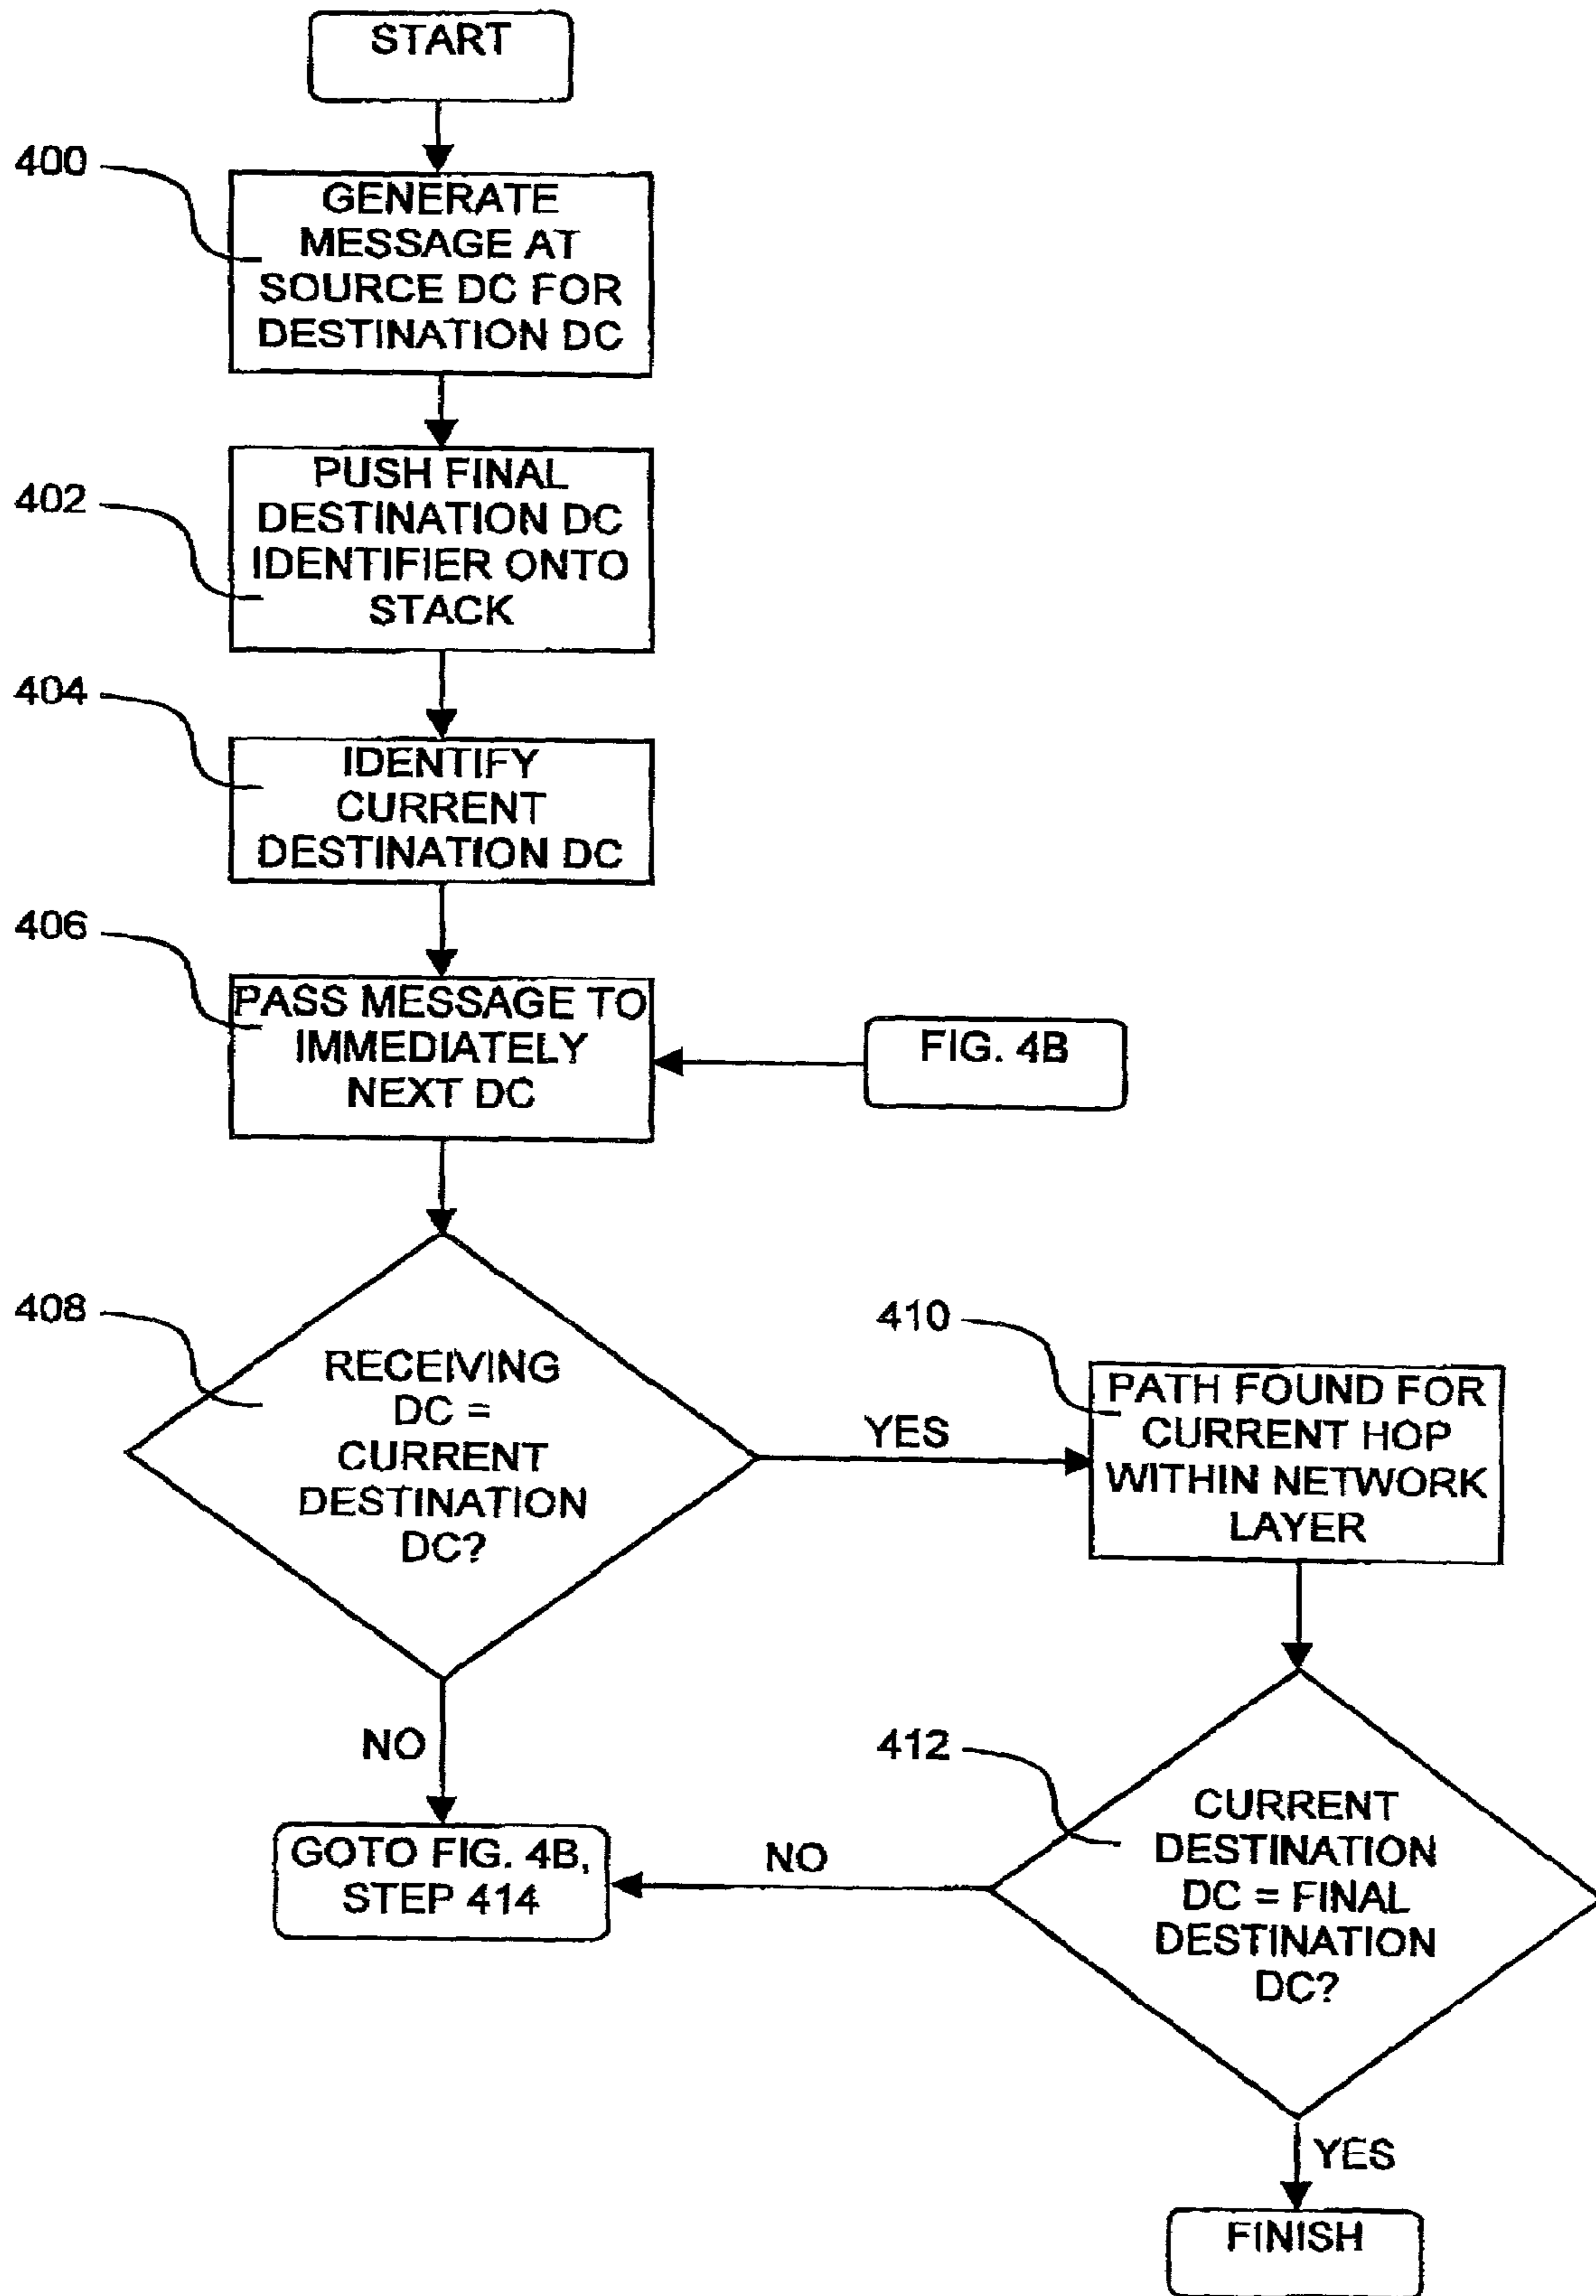 START
400
GENERATE
MESSAGE AT
SOURCE DC FOR
DESTINATION DC
402
PUSH FINAL
DESTINATION DC
IDENTIFIER ONTO
STACK
404
IDENTIFY
CURRENT
DESTINATION DC
406
PASS MESSAGE TO
IMMEDIATELY
NEXT DC
FIG. 4B
408
RECEIVING
DC =
CURRENT
DESTINATION
DC?
YES
410
PATH FOUND FOR
CURRENT HOP
WITHIN NETWORK
LAYER
NO
412
CURRENT
DESTINATION
DC = FINAL
DESTINATION
DC?
NO
GOTO FIG. 4B,
STEP 414
YES
FINISH